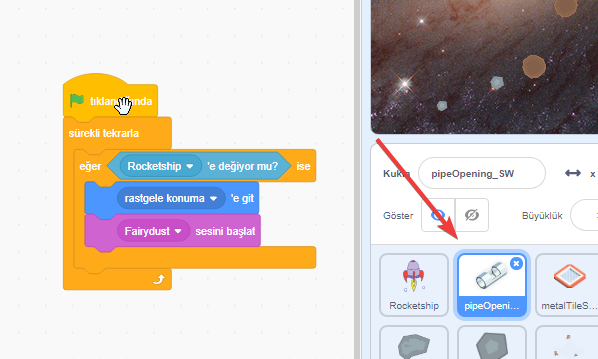 tıklandığında
sürekli tekrarla
eğer Rocketship 'e değiyor mu? ise
rastgele konuma 'e git
Fairydust sesini başlat
Kukla pipeOpening_SW x
Göster Büyüklük
Rocketship pipeOpeni... metalTileS...